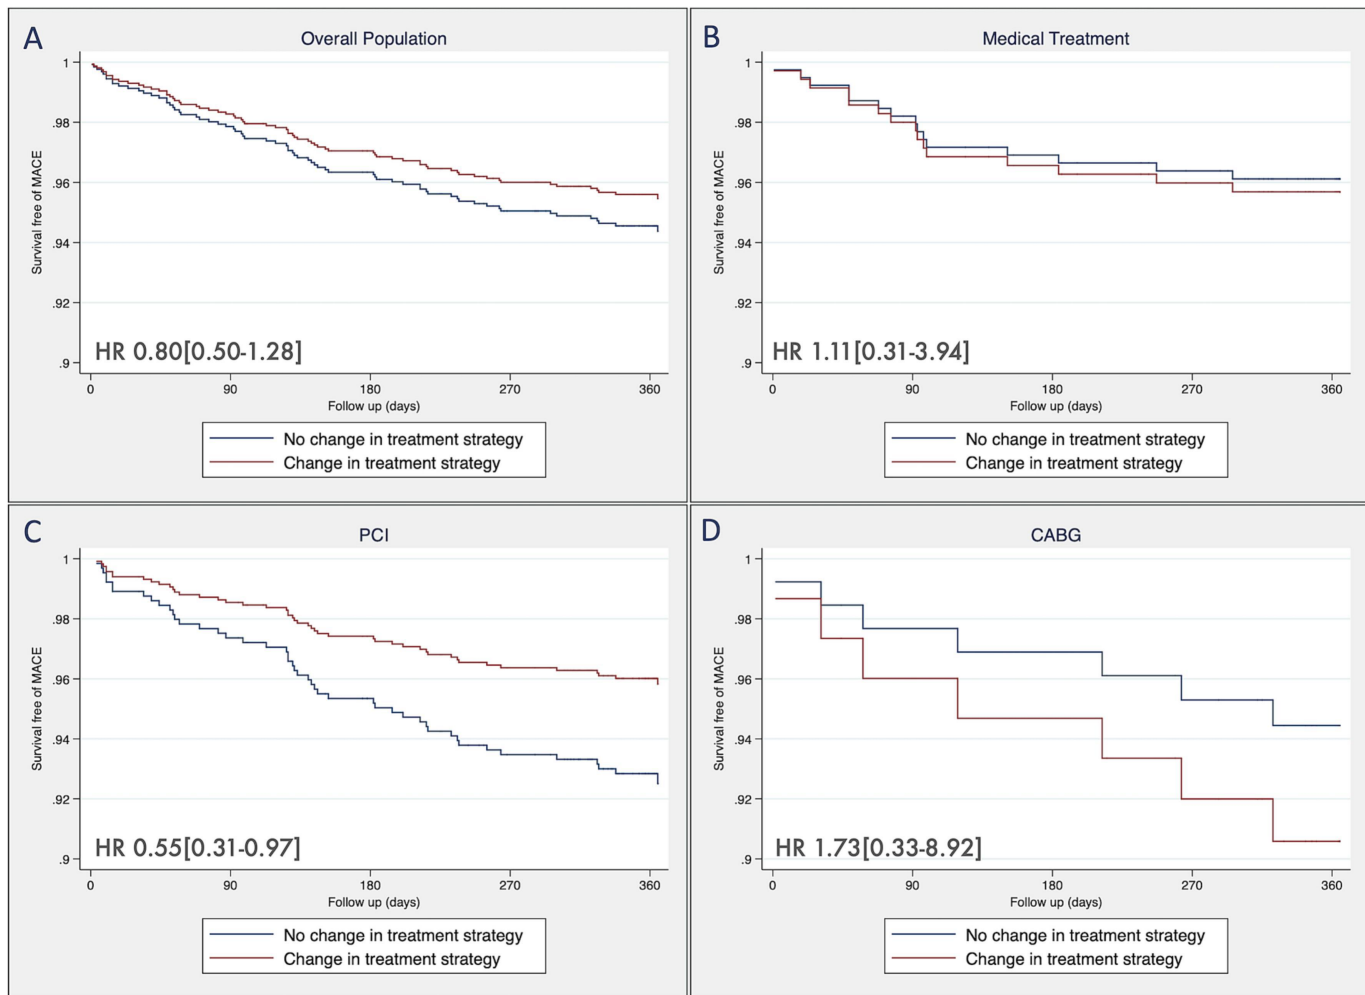 A
Overall Population
Survival free of MACE
1
.98
.96
.94
.92
.9
HR 0.80[0.50-1.28]
0 90 180 270 360
Follow up (days)
No change in treatment strategy
Change in treatment strategy
B
Medical Treatment
Survival free of MACE
1
.98
.96
.94
.92
.9
HR 1.11[0.31-3.94]
0 90 180 270 360
Follow up (days)
No change in treatment strategy
Change in treatment strategy
C
PCI
Survival free of MACE
1
.98
.96
.94
.92
.9
HR 0.55[0.31-0.97]
0 90 180 270 360
Follow up (days)
No change in treatment strategy
Change in treatment strategy
D
CABG
Survival free of MACE
1
.98
.96
.94
.92
.9
HR 1.73[0.33-8.92]
0 90 180 270 360
Follow up (days)
No change in treatment strategy
Change in treatment strategy